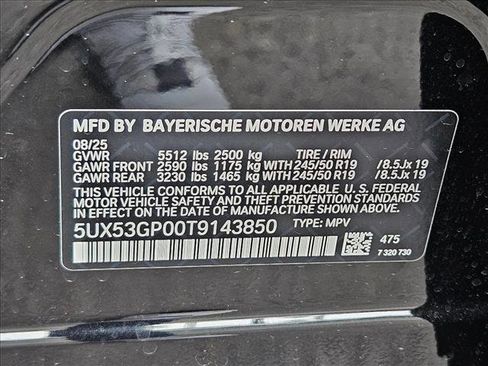 MFD BY BAYERISCHE MOTOREN WERKE AG
08/25
GVWR 5512 lbs 2500 kg TIRE / RIM
GAWR FRONT 2590 lbs 1175 kg WITH 245/50 R19 /8.5Jx 19
GAWR REAR 3230 lbs 1465 kg WITH 245/50 R19 /8.5Jx 19
THIS VEHICLE CONFORMS TO ALL APPLICABLE U. S. FEDERAL
MOTOR VEHICLE SAFETY AND THEFT PREVENTION STANDARDS
IN EFFECT ON THE DATE OF MANUFACTURE SHOWN ABOVE.
5UX53GP00T9143850 TYPE: MPV
475
7 320 730